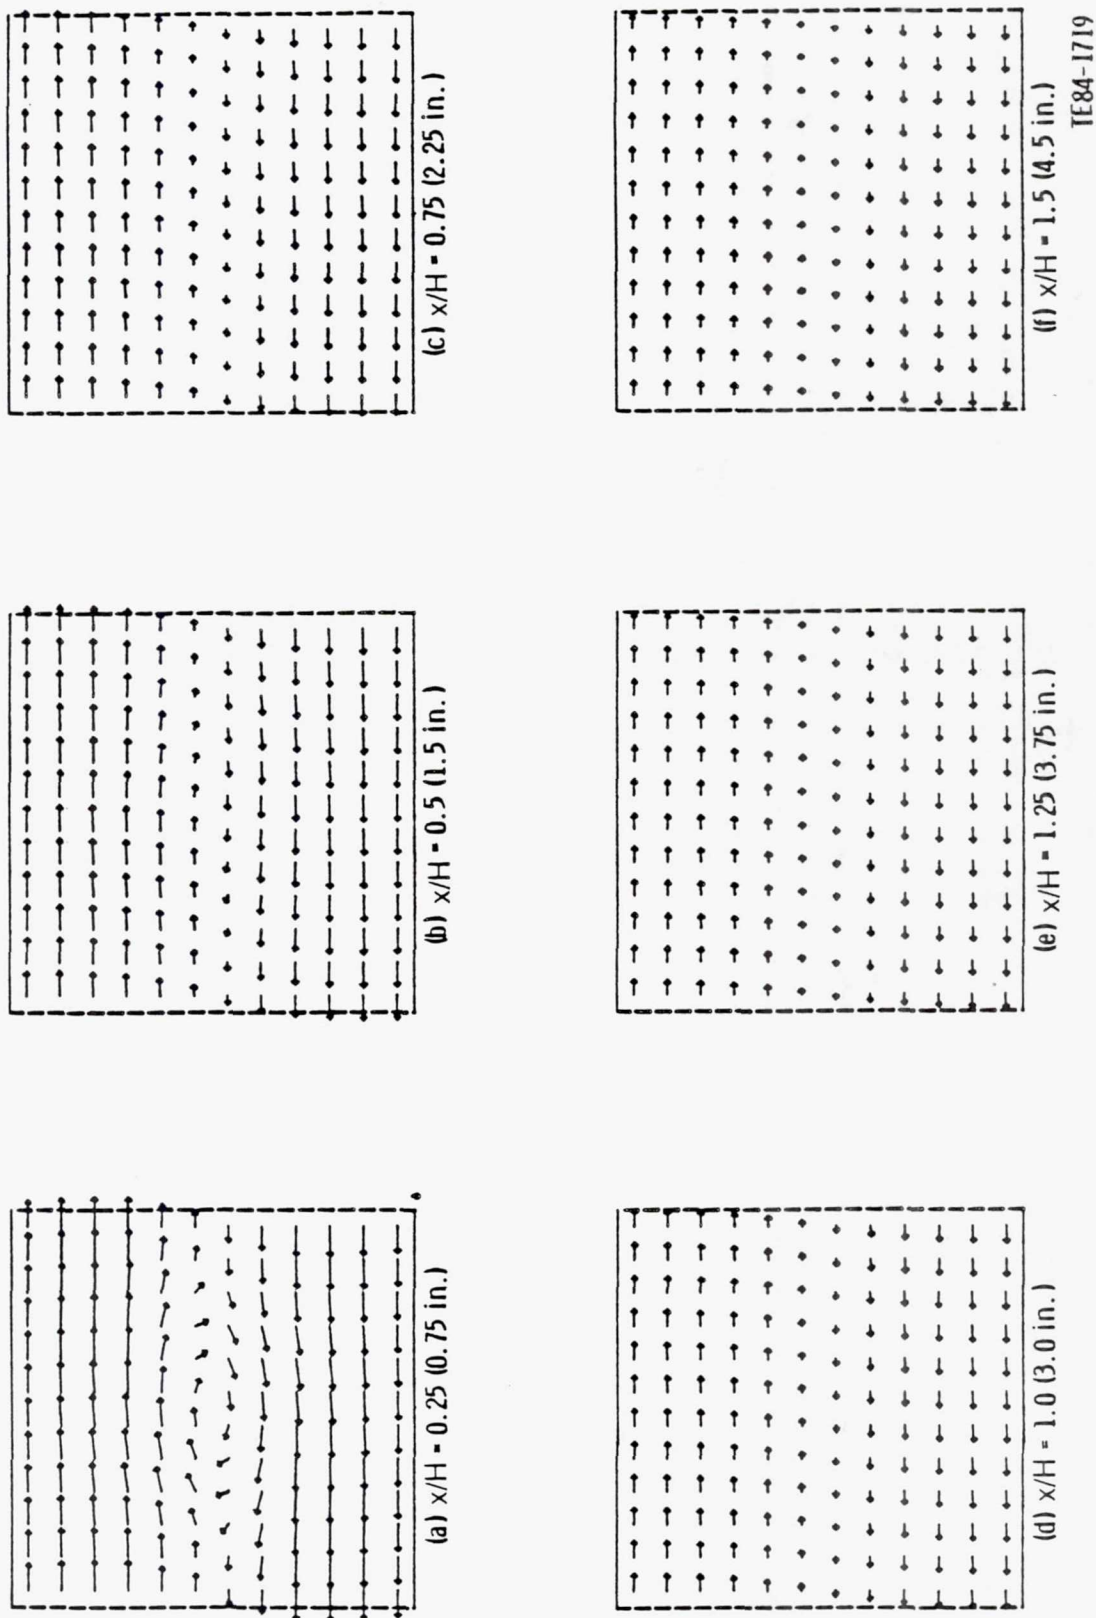 (a) x/H = 0.25 (0.75 in.)
(b) x/H = 0.5 (1.5 in.)
(c) x/H = 0.75 (2.25 in.)
(d) x/H = 1.0 (3.0 in.)
(e) x/H = 1.25 (3.75 in.)
(f) x/H = 1.5 (4.5 in.)
TE84-1719